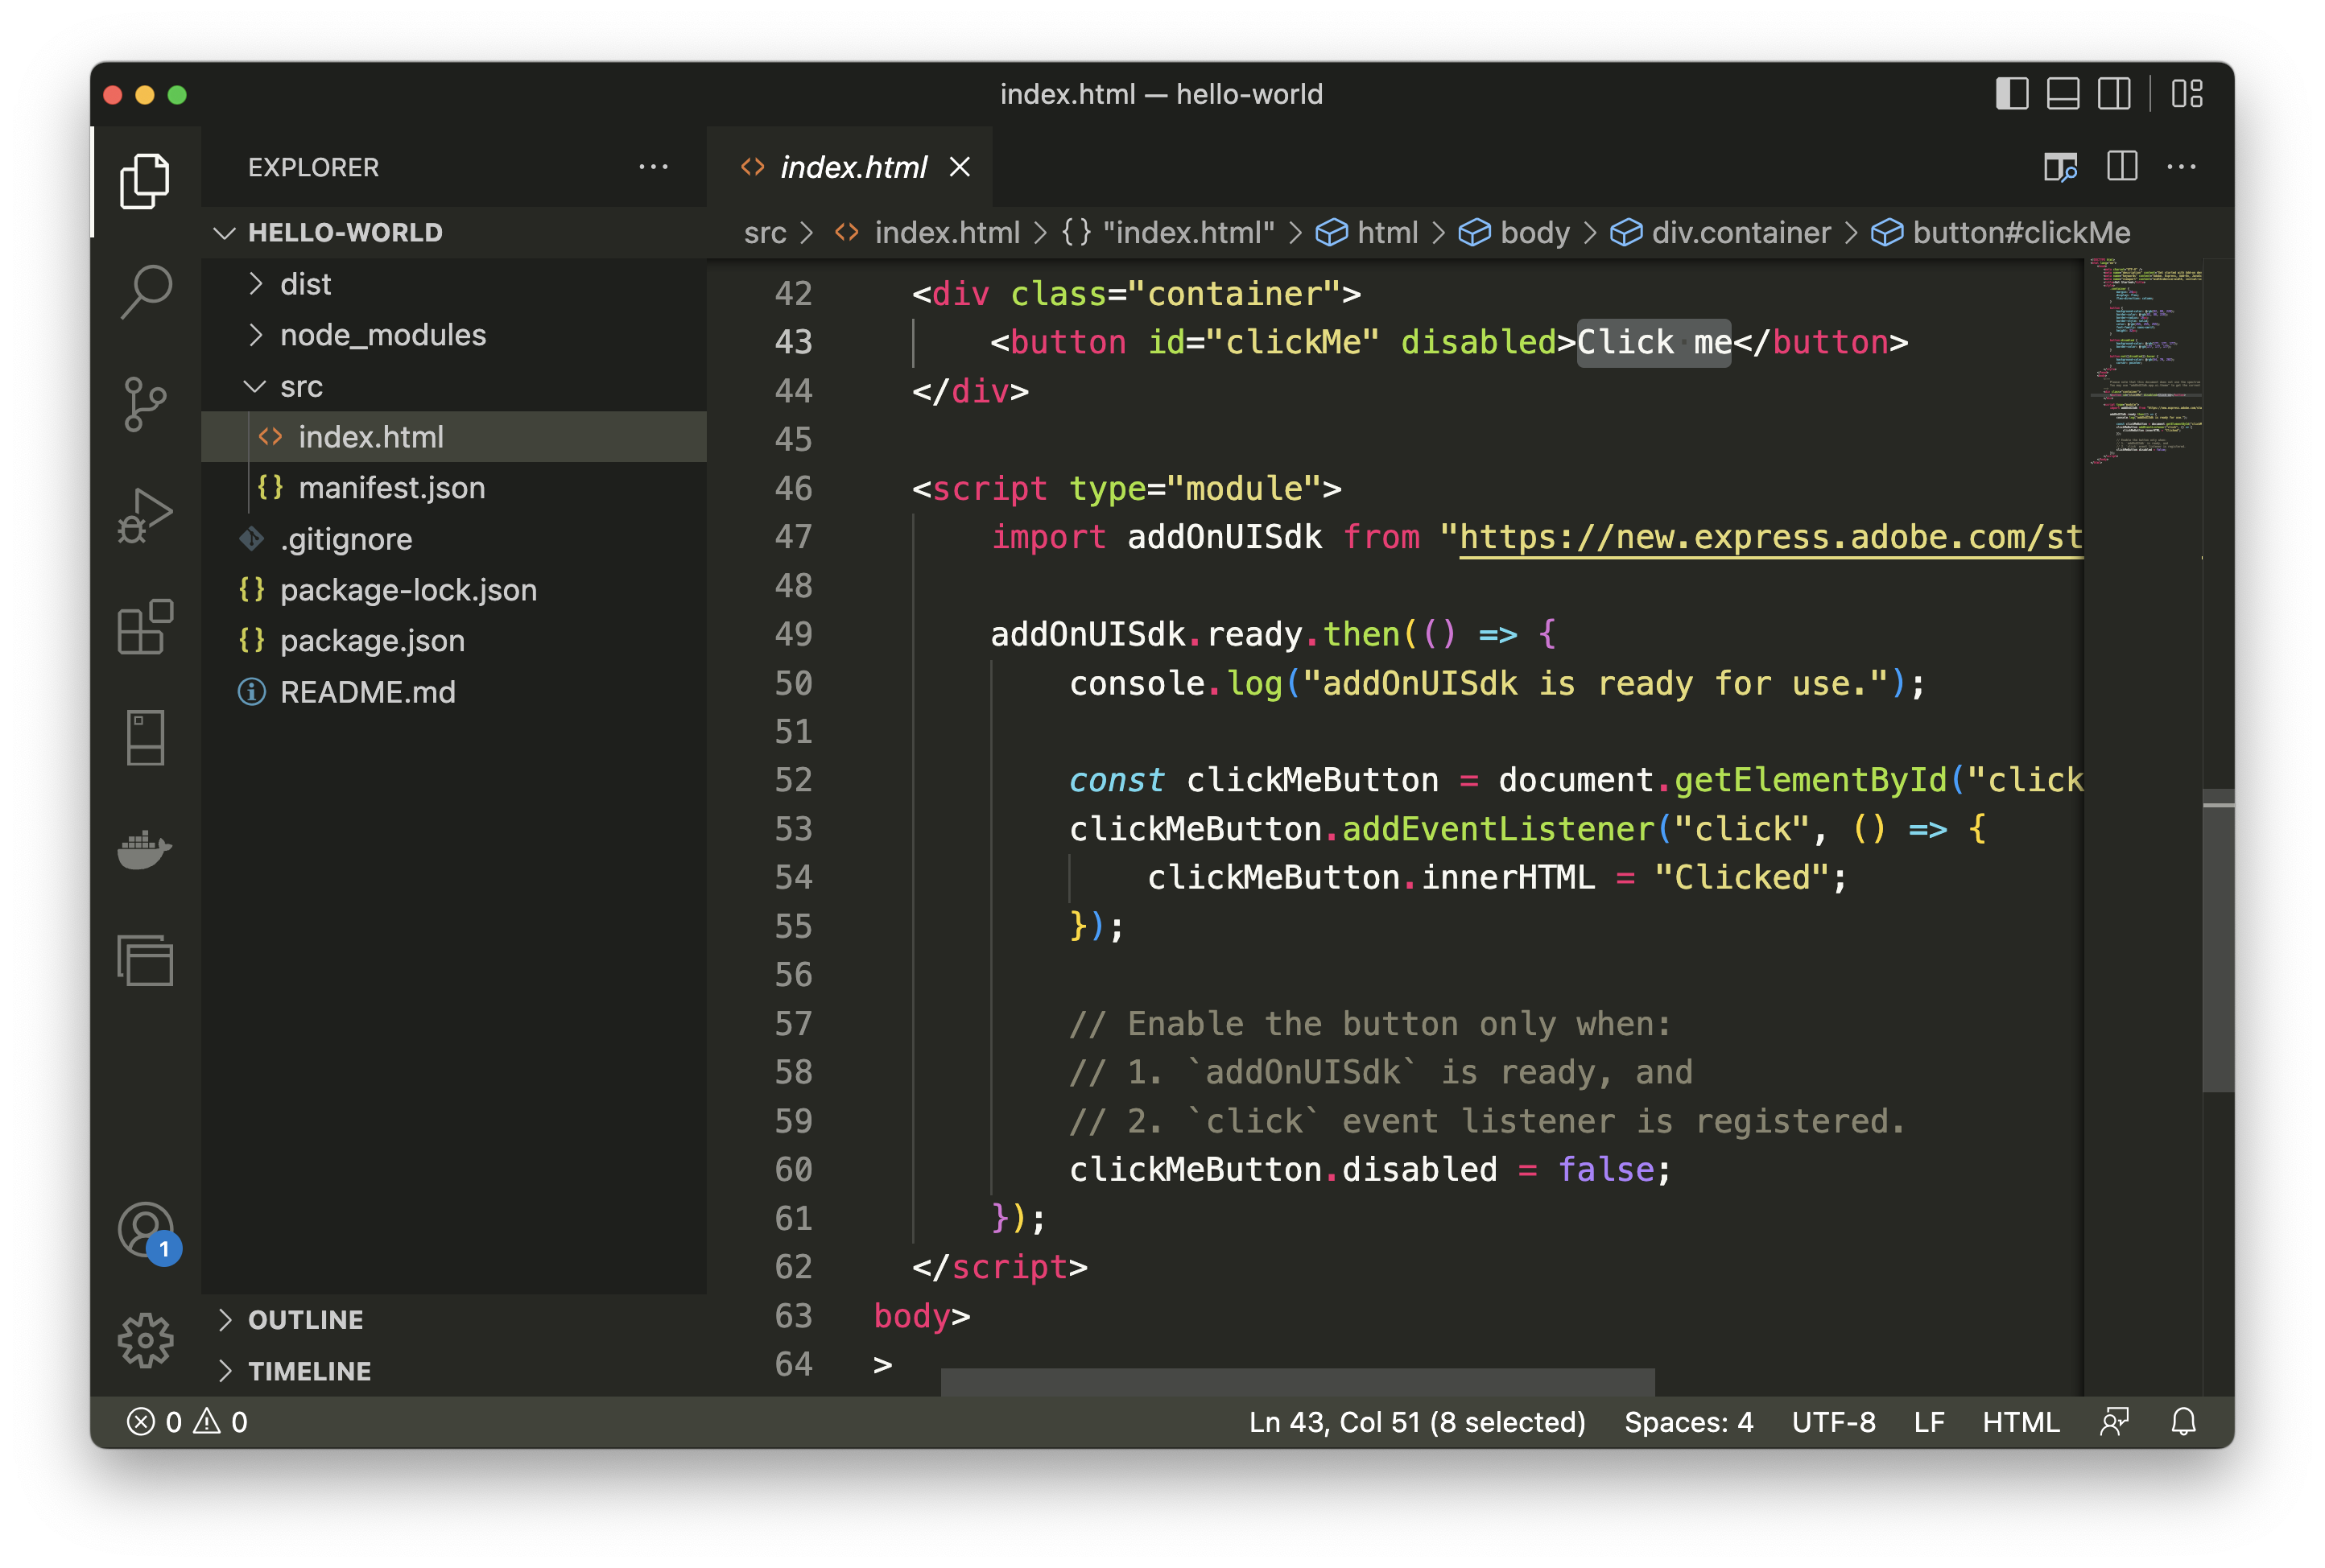 index.html — hello-world
EXPLORER
index.html
HELLO-WORLD
src > index.html > {} "index.html" > html > body > div.container > button#clickMe
dist
node_modules
src
index.html
manifest.json
.gitignore
package-lock.json
package.json
README.md
42 <div class="container">
43 <button id="clickMe" disabled>Click me</button>
44 </div>
45
46 <script type="module">
47 import addOnUISdk from "https://new.express.adobe.com/st
48
49 addOnUISdk.ready.then(() => {
50 console.log("addOnUISdk is ready for use.");
51
52 const clickMeButton = document.getElementById("click
53 clickMeButton.addEventListener("click", () => {
54 clickMeButton.innerHTML = "Clicked";
55 });
56
57 // Enable the button only when:
58 // 1. `addOnUISdk` is ready, and
59 // 2. `click` event listener is registered.
60 clickMeButton.disabled = false;
61 });
62 </script>
63 body>
64 >
1
OUTLINE
TIMELINE
0 0
Ln 43, Col 51 (8 selected) Spaces: 4 UTF-8 LF HTML